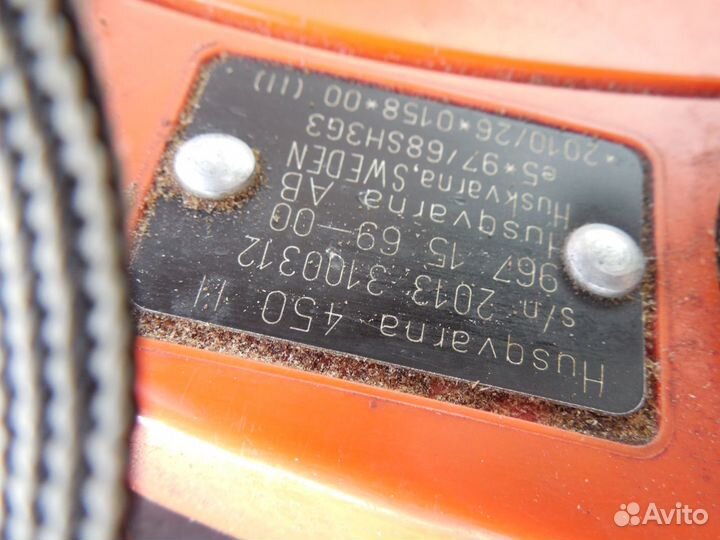 Husqvarna 450
s/n 2013 3100312
967 15 69-00
Husqvarna AB
Huskvarna, SWEDEN
e5*97/68SH3G3
*2010/26*0158*00 (II)
Avito